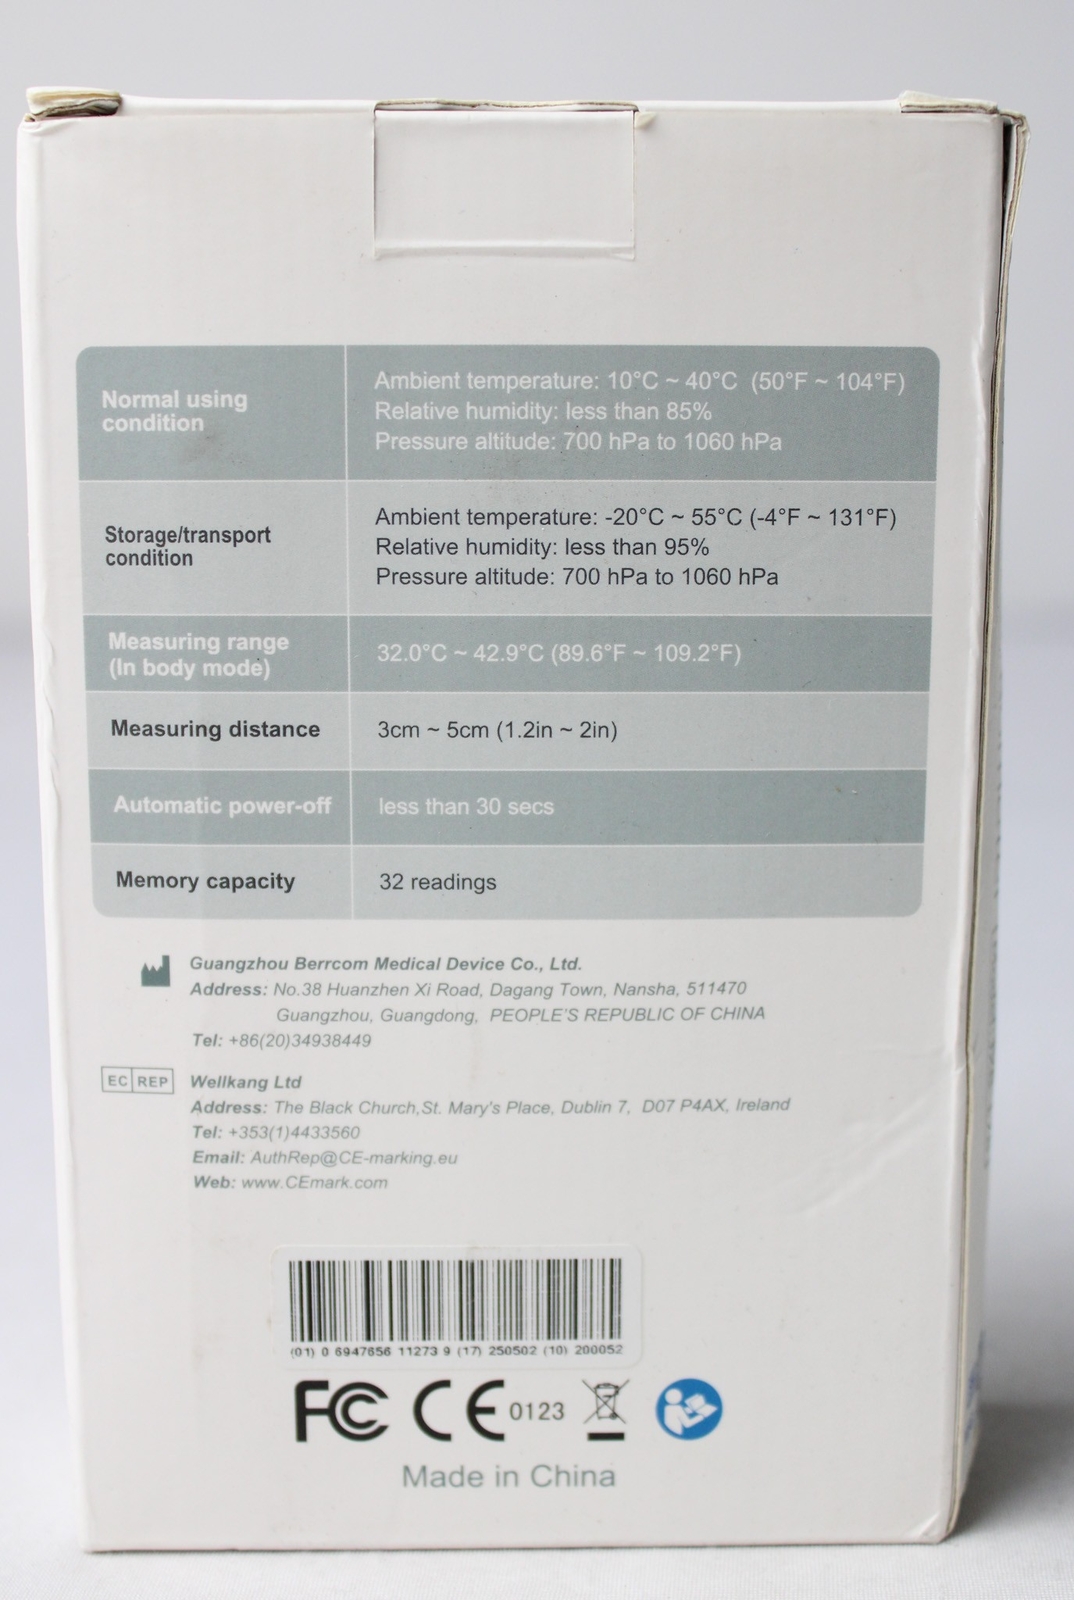 Normal using
condition
Ambient temperature: 10°C ~ 40°C (50°F ~ 104°F)
Relative humidity: less than 85%
Pressure altitude: 700 hPa to 1060 hPa
Storage/transport
condition
Ambient temperature: -20°C ~ 55°C (-4°F ~ 131°F)
Relative humidity: less than 95%
Pressure altitude: 700 hPa to 1060 hPa
Measuring range
(In body mode)
32.0°C ~ 42.9°C (89.6°F ~ 109.2°F)
Measuring distance
3cm ~ 5cm (1.2in ~ 2in)
Automatic power-off
less than 30 secs
Memory capacity
32 readings
Guangzhou Berrcom Medical Device Co., Ltd.
Address: No.38 Huanzhen Xi Road, Dagang Town, Nansha, 511470
Guangzhou, Guangdong, PEOPLE'S REPUBLIC OF CHINA
Tel: +86(20)34938449
EC REP
Wellkang Ltd
Address: The Black Church,St. Mary's Place, Dublin 7, D07 P4AX, Ireland
Tel: +353(1)4433560
Email: AuthRep@CE-marking.eu
Web: www.CEmark.com
(01) 0 6947656 11273 9 (17) 250502 (10) 200052
FC CE 0123
Made in China